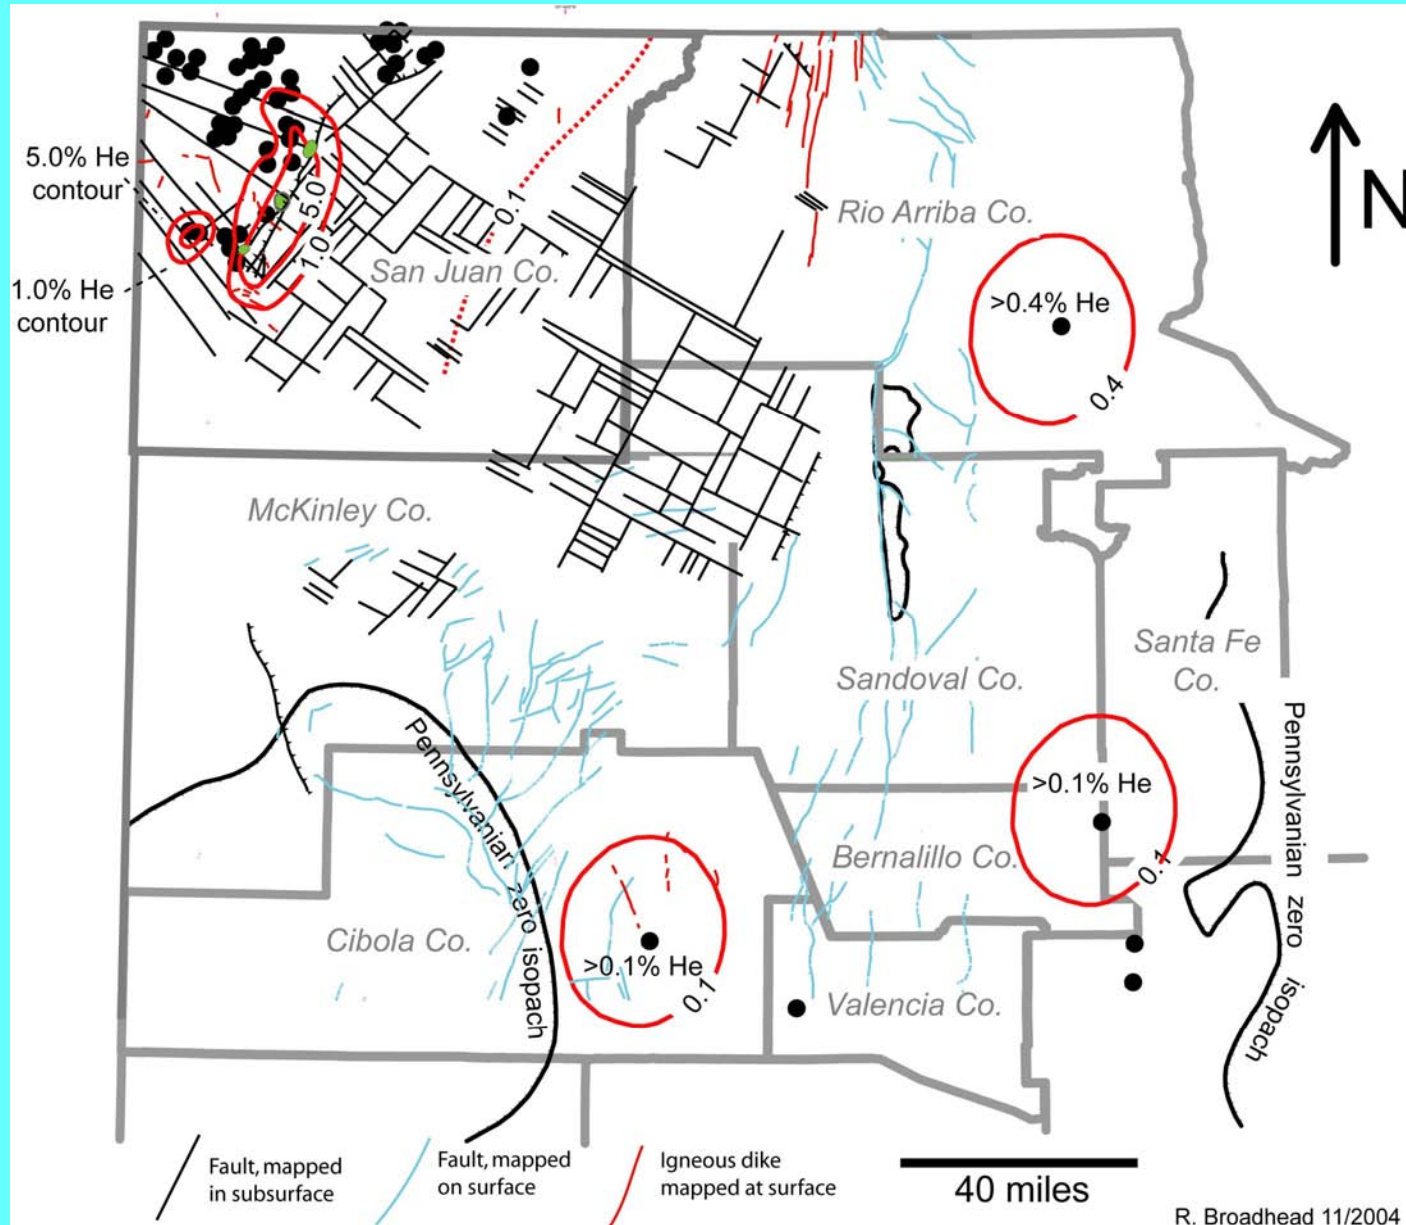 5.0% He
contour
1.0% He
contour
5.0
1.0
0.1
San Juan Co.
Rio Arriba Co.
>0.4% He
0.4
N
McKinley Co.
Sandoval Co.
Santa Fe
Co.
Pennsylvanian zero isopach
Pennsylvanian zero isopach
>0.1% He
0.1
Bernalillo Co.
Cibola Co.
>0.1% He
0.1
Valencia Co.
Fault, mapped
in subsurface
Fault, mapped
on surface
Igneous dike
mapped at surface
40 miles
R. Broadhead 11/2004